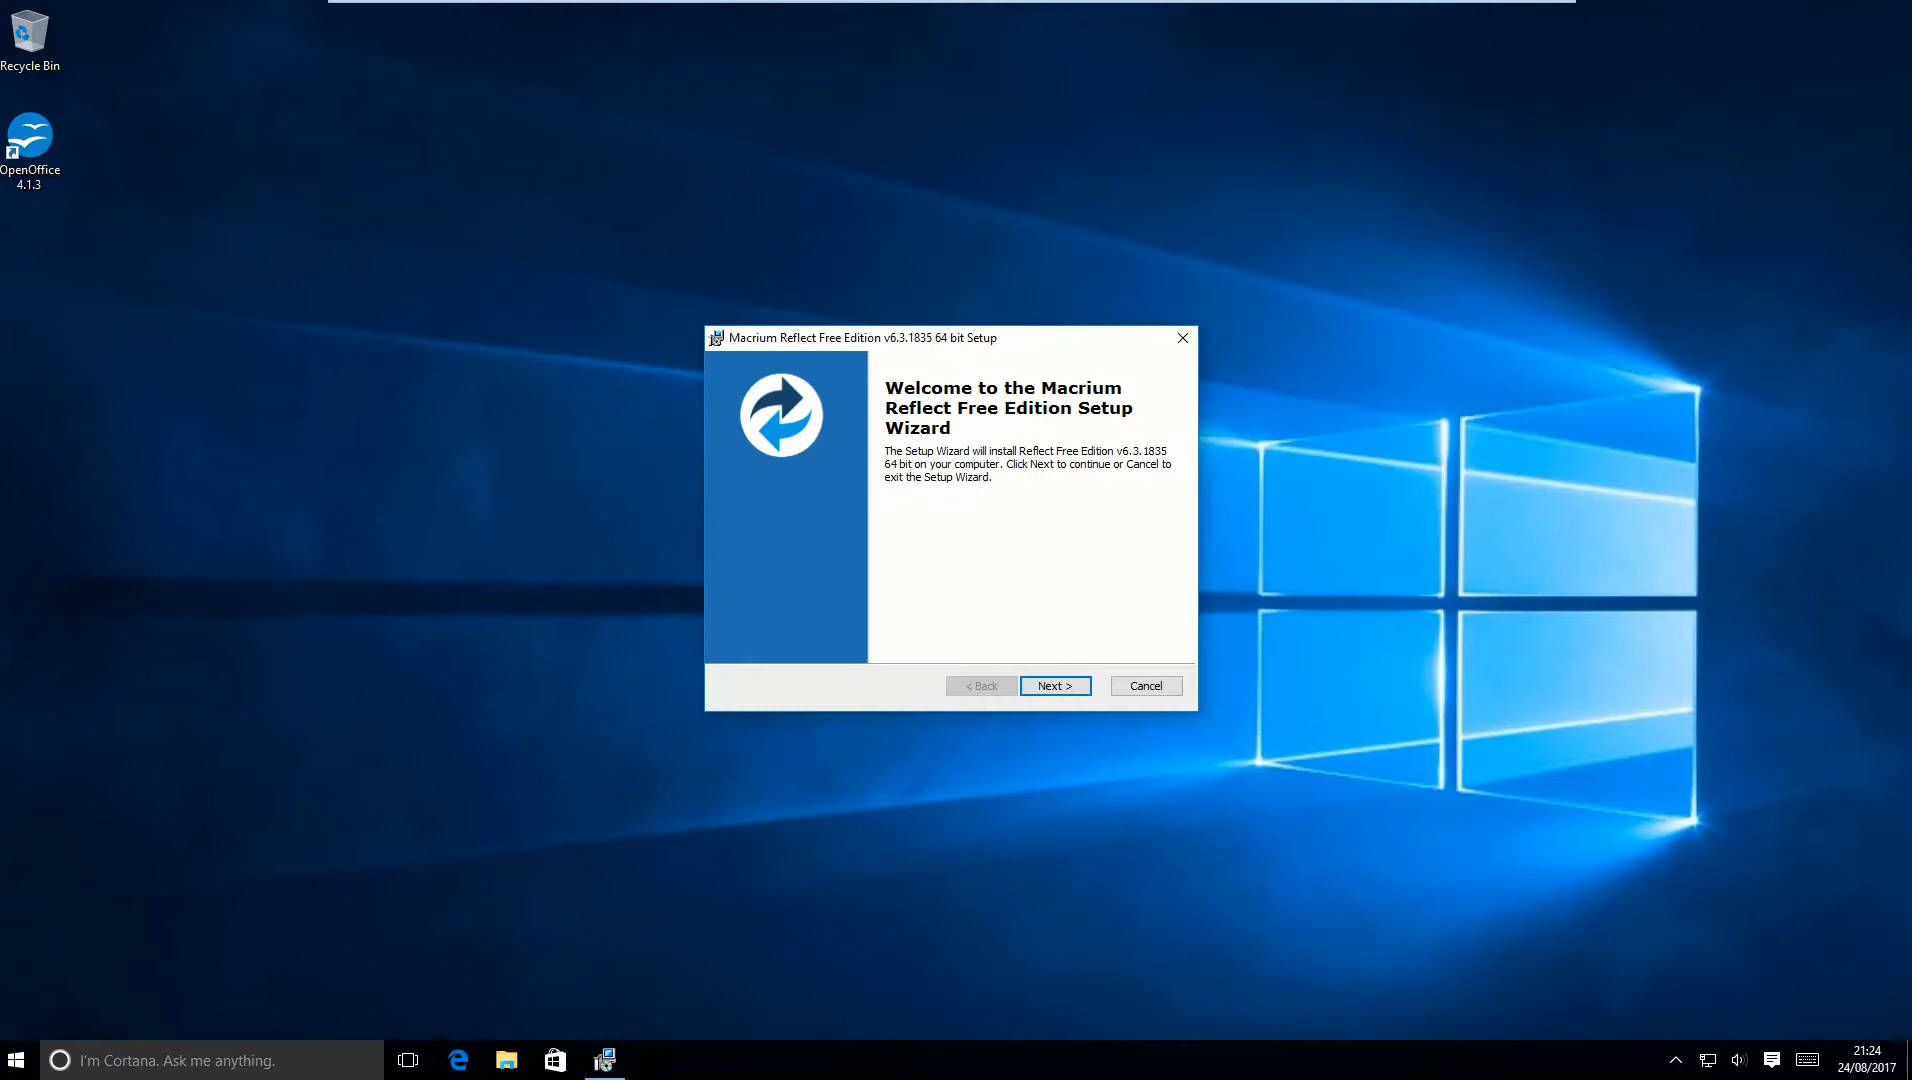 Recycle Bin
OpenOffice
4.1.3
Macrium Reflect Free Edition v6.3.1835 64 bit Setup
Welcome to the Macrium
Reflect Free Edition Setup
Wizard
The Setup Wizard will install Reflect Free Edition v6.3.1835
64 bit on your computer. Click Next to continue or Cancel to
exit the Setup Wizard.
< Back
Next >
Cancel
I'm Cortana. Ask me anything.
21:24
24/08/2017